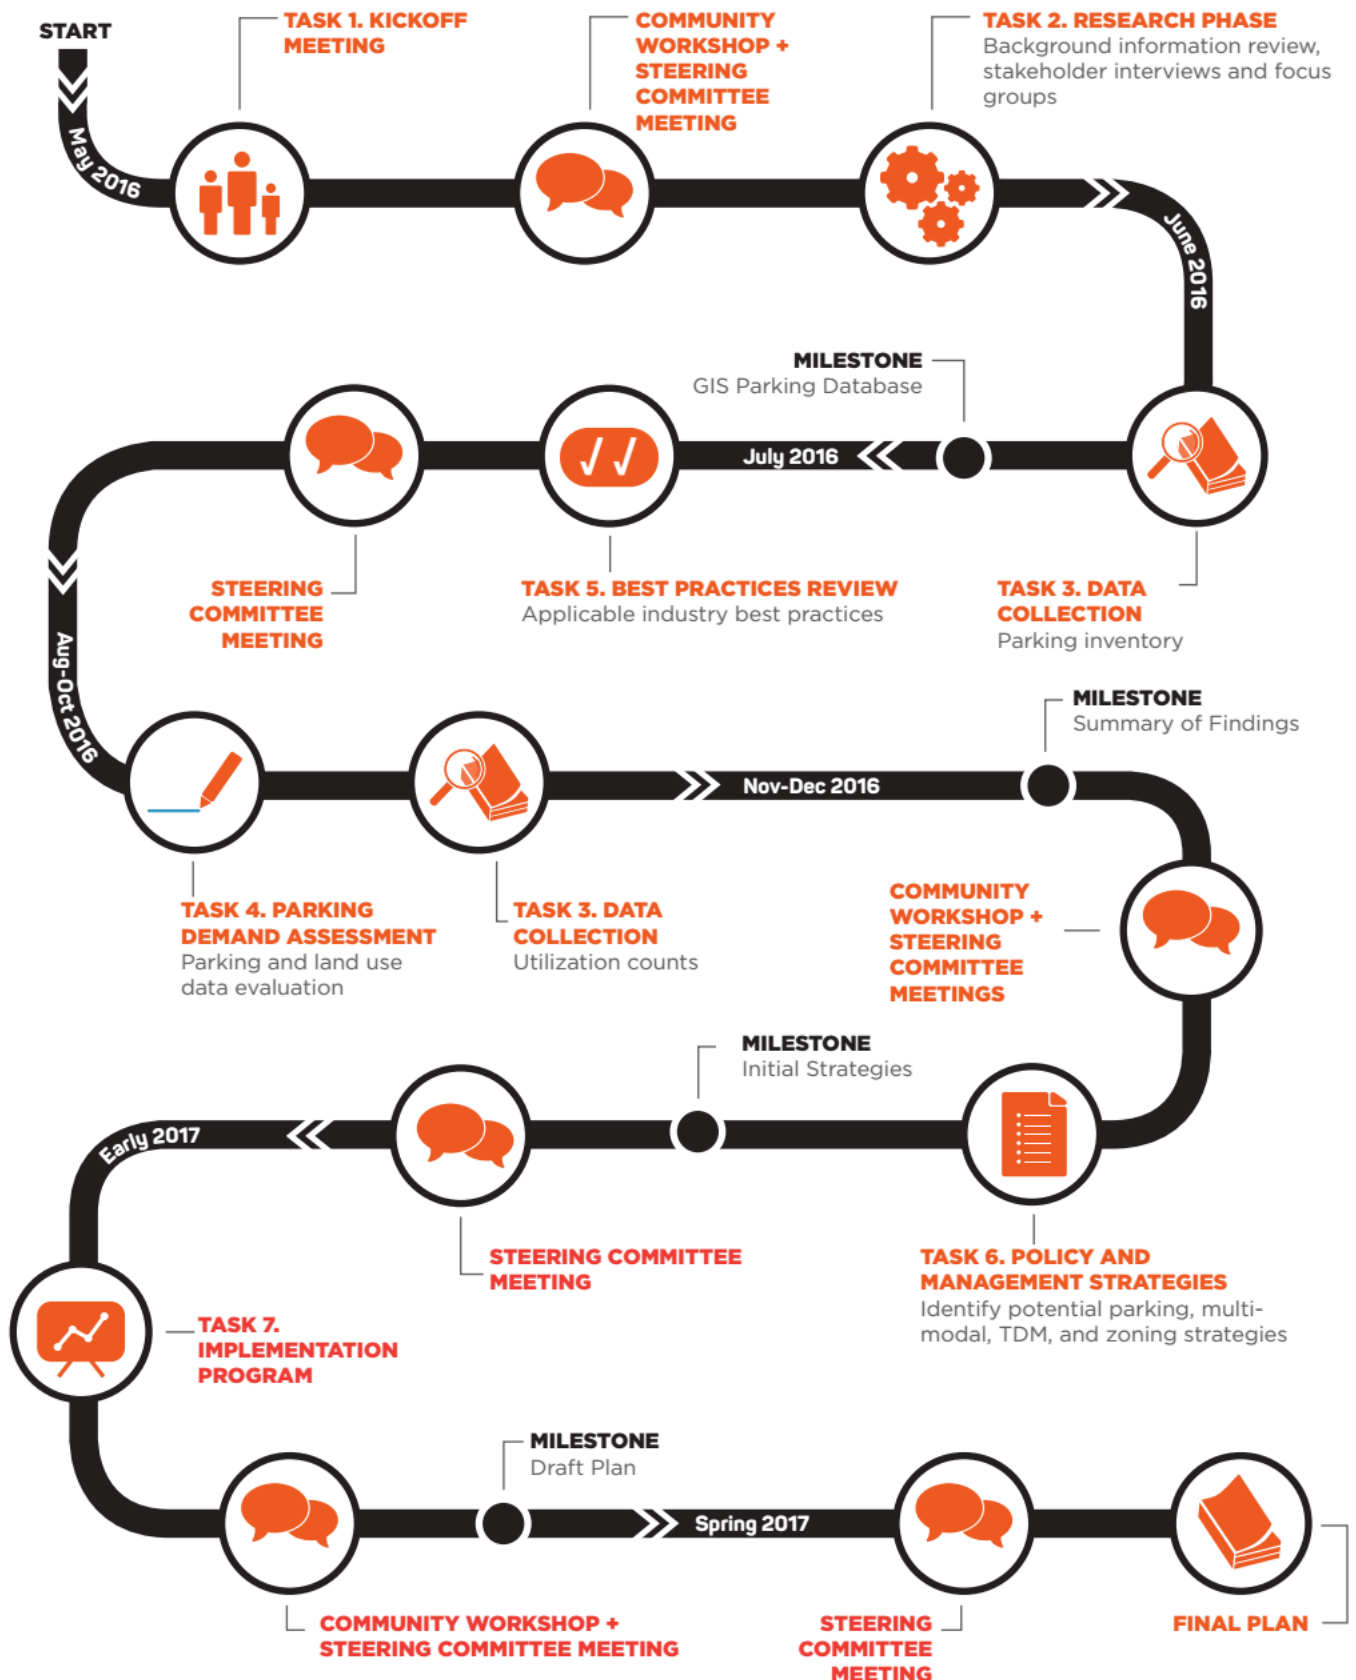 START
TASK 1. KICKOFF
MEETING
COMMUNITY
WORKSHOP +
STEERING
COMMITTEE
MEETING
TASK 2. RESEARCH PHASE
Background information review,
stakeholder interviews and focus
groups
May 2016
June 2016
MILESTONE
GIS Parking Database
July 2016
TASK 3. DATA
COLLECTION
Parking inventory
TASK 5. BEST PRACTICES REVIEW
Applicable industry best practices
STEERING
COMMITTEE
MEETING
Aug-Oct 2016
TASK 4. PARKING
DEMAND ASSESSMENT
Parking and land use
data evaluation
TASK 3. DATA
COLLECTION
Utilization counts
Nov-Dec 2016
MILESTONE
Summary of Findings
COMMUNITY
WORKSHOP +
STEERING
COMMITTEE
MEETINGS
TASK 6. POLICY AND
MANAGEMENT STRATEGIES
Identify potential parking, multi-
modal, TDM, and zoning strategies
MILESTONE
Initial Strategies
STEERING COMMITTEE
MEETING
Early 2017
TASK 7.
IMPLEMENTATION
PROGRAM
COMMUNITY WORKSHOP +
STEERING COMMITTEE MEETING
MILESTONE
Draft Plan
Spring 2017
STEERING
COMMITTEE
MEETING
FINAL PLAN